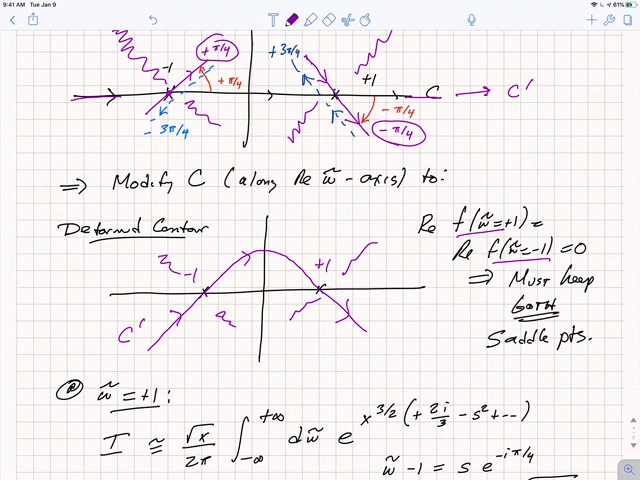 9:41 AM Tue Jan 9
81%
+π/4
+3π/4
-1
+π/4
+1
C
C'
-π/4
-3π/4
-π/4
⇒ Modify C (along Re w̃-axis) to:
Deformed Contour
Re f(w̃=+1)=
Re f(w̃=-1)=0
-1
+1
⇒ Must keep
BOTH
Saddle pts.
C'
@ w̃ = +1:
I ≅ √x/2π ∫_{-∞}^{+∞} dw̃ e^{x^{3/2}(+2i/3 - s² + ---)}
w̃-1 = s e^{-iπ/4}